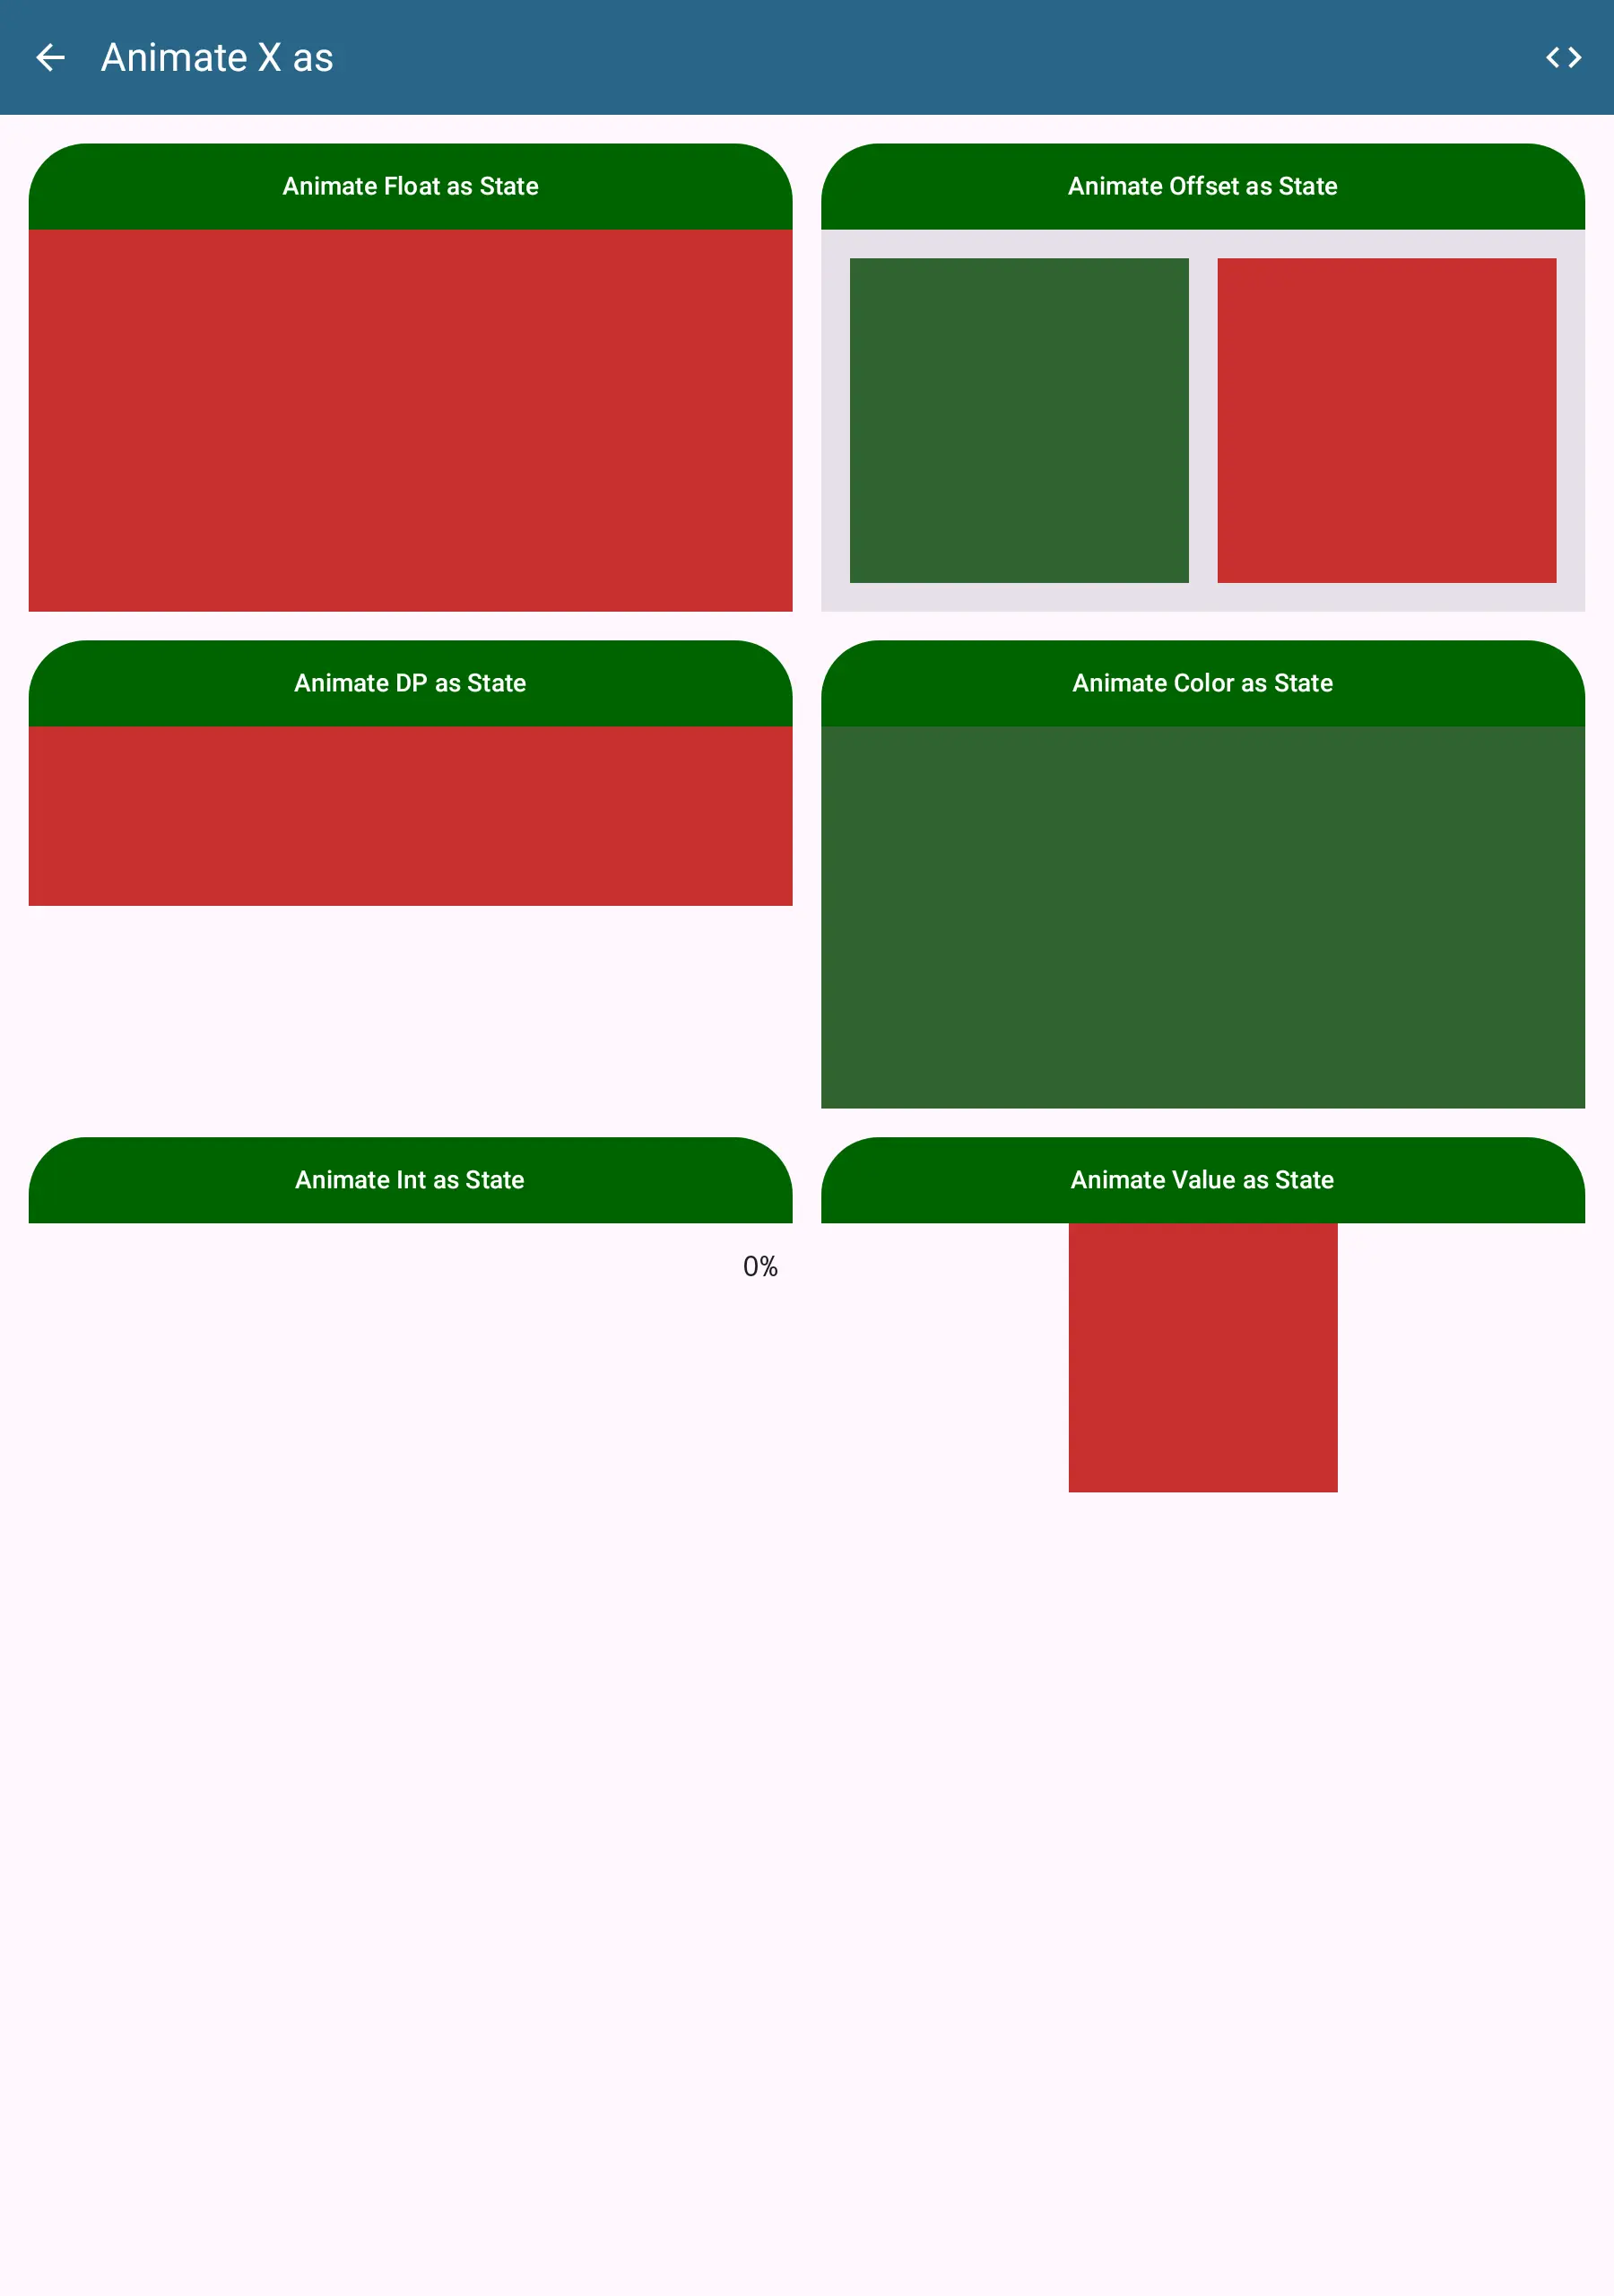 Animate X as
Animate Float as State
Animate Offset as State
Animate DP as State
Animate Color as State
Animate Int as State
Animate Value as State
0%